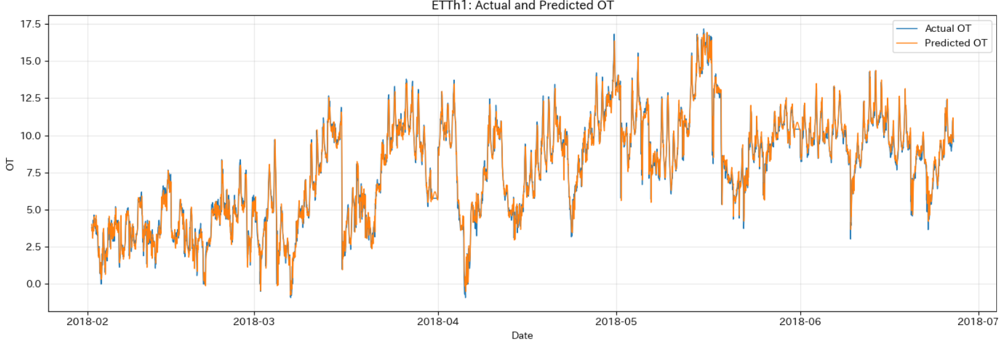 ETTh1: Actual and Predicted OT
17.5
15.0
12.5
10.0
7.5
5.0
2.5
0.0
OT
Actual OT
Predicted OT
2018-02
2018-03
2018-04
2018-05
2018-06
2018-07
Date